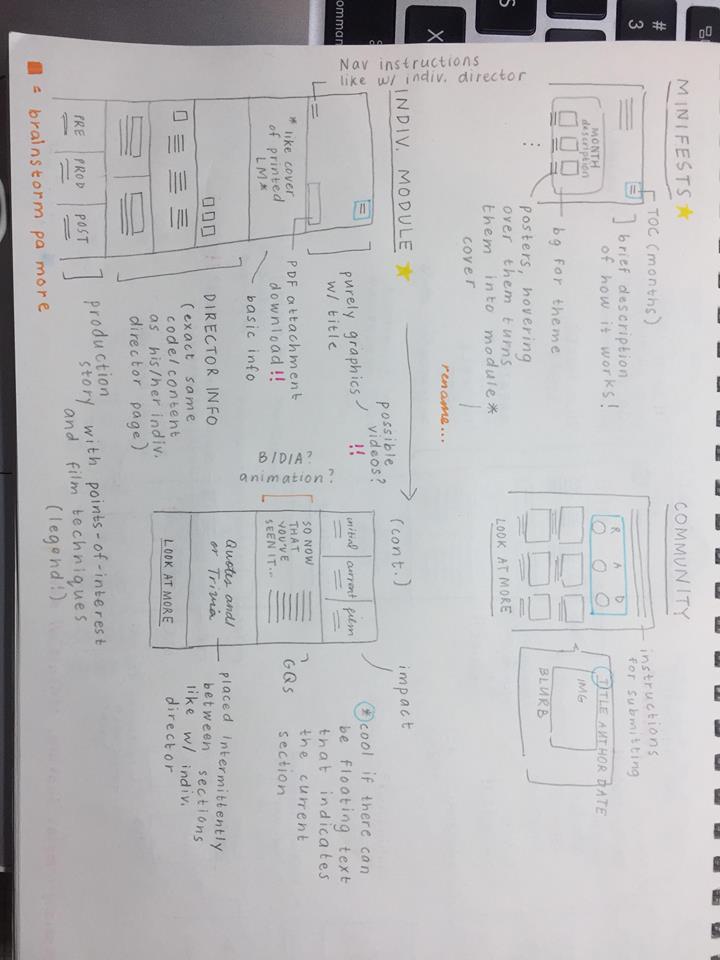 MINIFESTS
TOC (months)
brief description
of how it works!
MONTH
description
bg for theme
posters, hovering
over them turns
them into module*
cover
rename...
COMMUNITY
instructions
for submitting
R A D
TITLE AUTHOR DATE
IMG
BLURB
LOOK AT MORE
Nav instructions
like w/ indiv. director
INDIV. MODULE
possible
videos?
!!
purely graphics
w/ title
PDF attachment
download!!
* like cover
of printed
LM*
basic info
DIRECTOR INFO
(exact same
code/content
as his/her indiv.
director page)
PRE PROD POST
production
story with points-of-interest
and film techniques
(legend!)
= brainstorm pa more
(cont.)
impact
initial current film
BIDIA?
animation?
SO NOW
THAT
YOU'VE
SEEN IT...
GQs
Quotes and/
or Trivia
placed intermittently
between sections
like w/ indiv.
director
LOOK AT MORE
*cool if there can
be floating text
that indicates
the current
section
#
3
S
X
comman